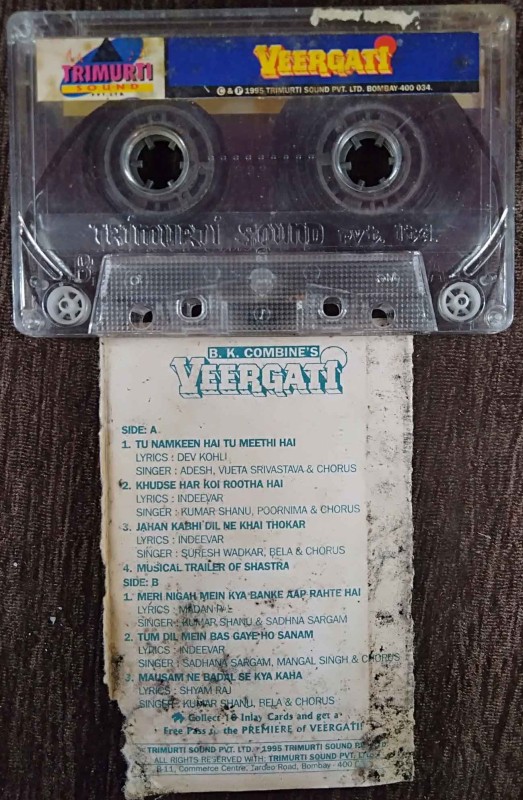 TRIMURTI
SOUND
PVT. LTD.
VEERGATI
© & ℗ 1995 TRIMURTI SOUND PVT. LTD. BOMBAY-400 034.
TRIMURTI SOUND PVT. LTD.
B
A
B. K. COMBINE'S
VEERGATI
SIDE: A
1. TU NAMKEEN HAI TU MEETHI HAI
LYRICS : DEV KOHLI
SINGER : ADESH, VIJETA SRIVASTAVA & CHORUS
2. KHUDSE HAR KOI ROOTHA HAI
LYRICS : INDEEVAR
SINGER : KUMAR SHANU, POORNIMA & CHORUS
3. JAHAN KABHI DIL NE KHAI THOKAR
LYRICS : INDEEVAR
SINGER : SURESH WADKAR, BELA & CHORUS
4. MUSICAL TRAILER OF SHASTRA
SIDE: B
1. MERI NIGAH MEIN KYA BANKE AAP RAHTE HAI
LYRICS :
SINGER : KUMAR SHANU & SADHNA SARGAM
2. TUM DIL MEIN BAS GAYE HO SANAM
LYRICS : INDEEVAR
SINGER : SADHANA SARGAM, MANGAL SINGH & CHORUS
3. MAUSAM NE BADAL SE KYA KAHA
LYRICS : SHYAM RAJ
SINGER : KUMAR SHANU, BELA & CHORUS
Collect 10 Inlay Cards and get a
Free Pass the PREMIERE of VEERGATI
TRIMURTI SOUND PVT. LTD. 1995 TRIMURTI SOUND
ALL RIGHTS RESERVED WITH: TRIMURTI SOUND PVT.
B 11, Commerce Centre, Tardeo Road, Bombay - 400